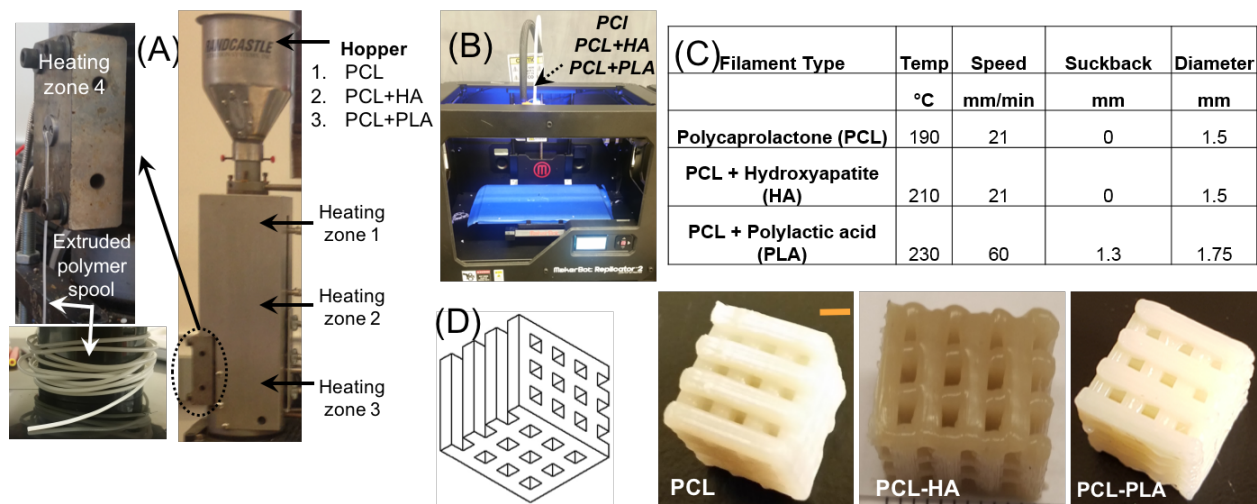 (A)
Heating
zone 4
RANDCASTLE
Hopper
1. PCL
2. PCL+HA
3. PCL+PLA
Heating
zone 1
Heating
zone 2
Heating
zone 3
Extruded
polymer
spool
(B)
PCl
PCL+HA
PCL+PLA
MakerBot Replicator 2
(C)
Filament Type Temp Speed Suckback Diameter
°C mm/min mm mm
Polycaprolactone (PCL) 190 21 0 1.5
PCL + Hydroxyapatite
(HA) 210 21 0 1.5
PCL + Polylactic acid
(PLA) 230 60 1.3 1.75
(D)
PCL
PCL-HA
PCL-PLA